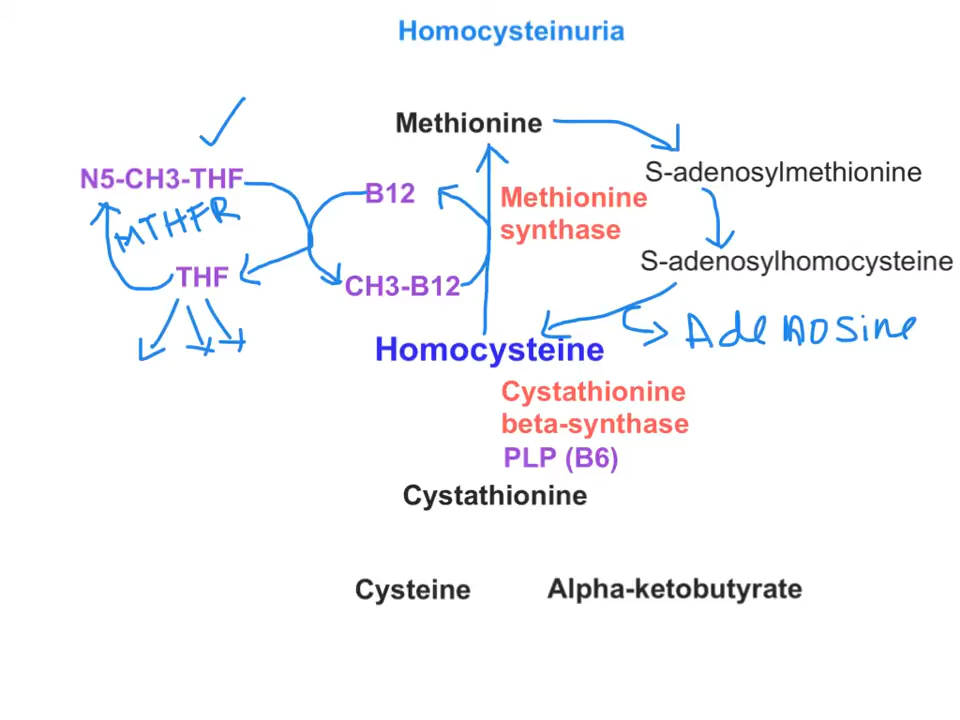 Homocysteinuria
Methionine
N5-CH3-THF
S-adenosylmethionine
B12
Methionine
synthase
MTHFR
THF
CH3-B12
S-adenosylhomocysteine
Adenosine
Homocysteine
Cystathionine
beta-synthase
PLP (B6)
Cystathionine
Cysteine
Alpha-ketobutyrate